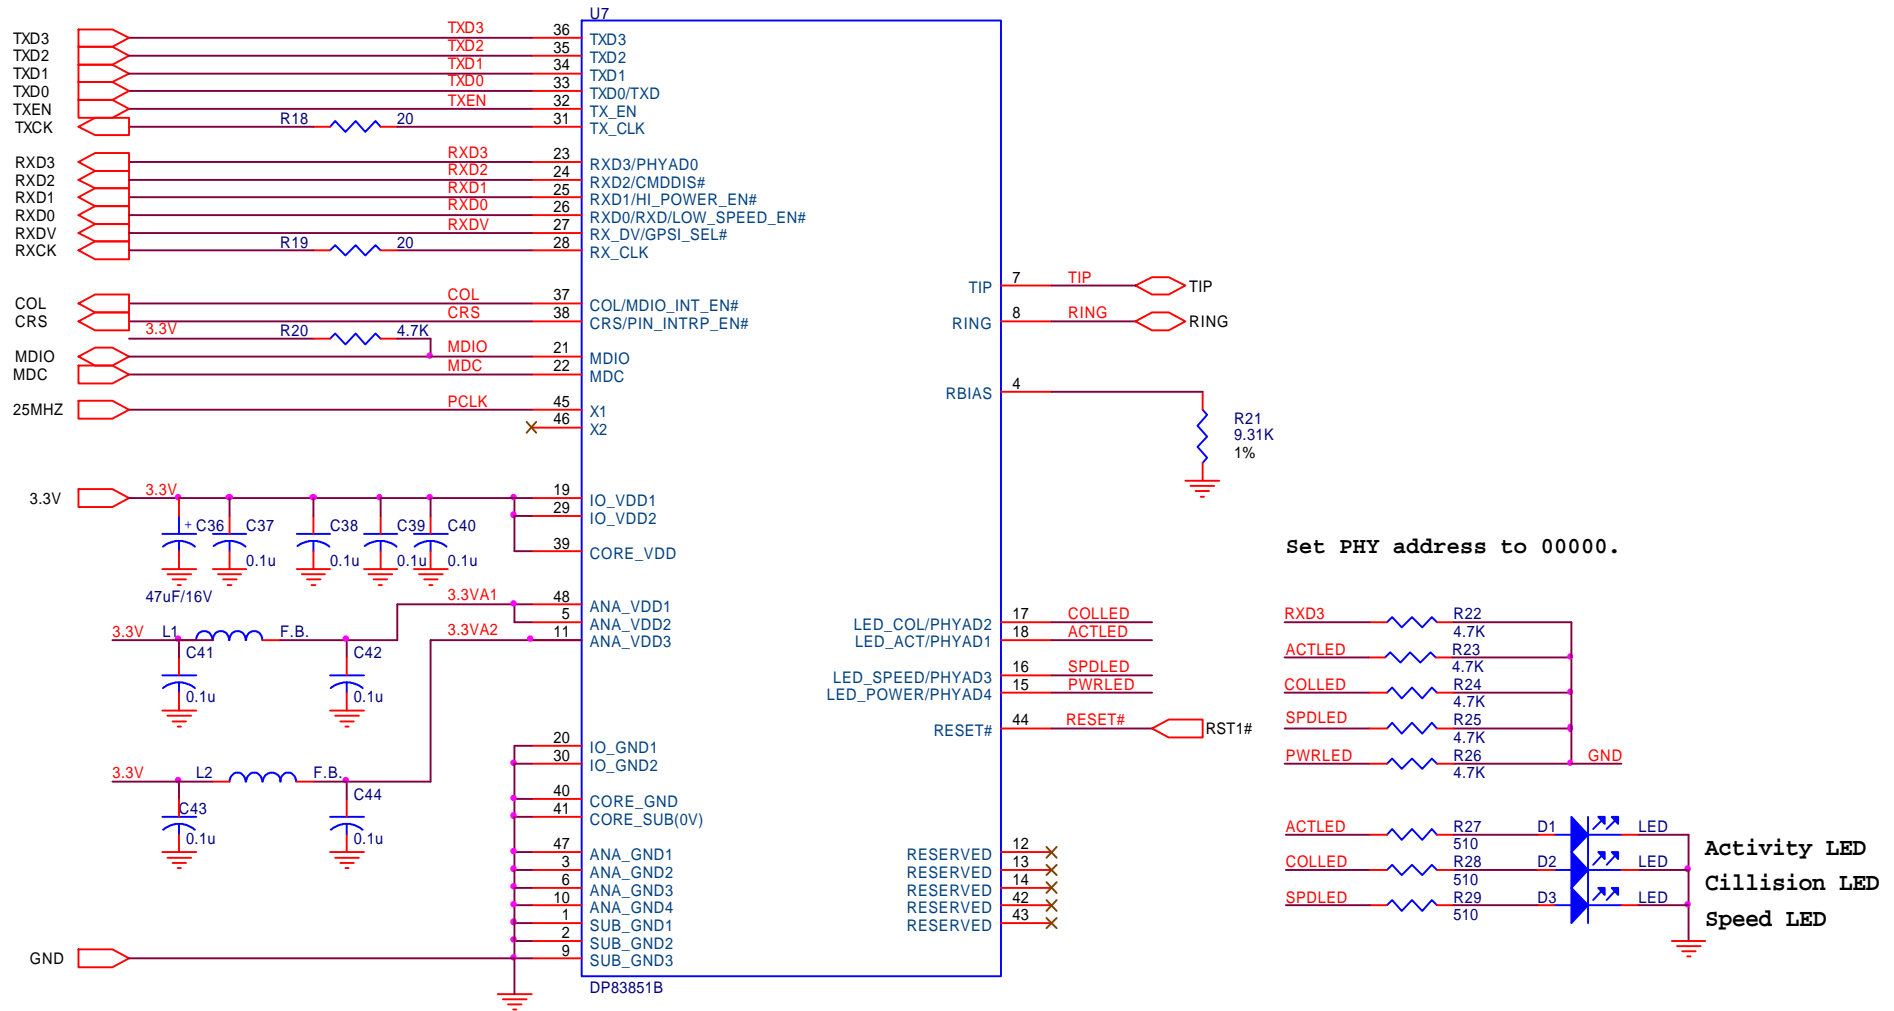 U7
TXD3 TXD3 36 TXD3
TXD2 TXD2 35 TXD2
TXD1 TXD1 34 TXD1
TXD0 TXD0 33 TXD0/TXD
TXEN TXEN 32 TX_EN
TXCK R18 20 31 TX_CLK
RXD3 RXD3 23 RXD3/PHYAD0
RXD2 RXD2 24 RXD2/CMDDIS#
RXD1 RXD1 25 RXD1/HI_POWER_EN#
RXD0 RXD0 26 RXD0/RXD/LOW_SPEED_EN#
RXDV RXDV 27 RX_DV/GPSI_SEL#
RXCK R19 20 28 RX_CLK
COL COL 37 COL/MDIO_INT_EN#
CRS CRS 38 CRS/PIN_INTRP_EN#
3.3V R20 4.7K
MDIO MDIO 21 MDIO
MDC MDC 22 MDC
25MHZ PCLK 45 X1
46 X2
3.3V 3.3V 19 IO_VDD1
29 IO_VDD2
39 CORE_VDD
+ C36 C37 C38 C39 C40
0.1u 0.1u 0.1u 0.1u
47uF/16V
3.3VA1 48 ANA_VDD1
5 ANA_VDD2
3.3V L1 F.B. 3.3VA2 11 ANA_VDD3
C41 C42
0.1u 0.1u
20 IO_GND1
30 IO_GND2
3.3V L2 F.B.
40 CORE_GND
41 CORE_SUB(0V)
C43 C44
0.1u 0.1u
47 ANA_GND1
3 ANA_GND2
6 ANA_GND3
10 ANA_GND4
1 SUB_GND1
2 SUB_GND2
GND 9 SUB_GND3
DP83851B
TIP 7 TIP TIP
RING 8 RING RING
RBIAS 4
R21
9.31K
1%
LED_COL/PHYAD2 17 COLLED
LED_ACT/PHYAD1 18 ACTLED
LED_SPEED/PHYAD3 16 SPDLED
LED_POWER/PHYAD4 15 PWRLED
RESET# 44 RESET# RST1#
RESERVED 12
RESERVED 13
RESERVED 14
RESERVED 42
RESERVED 43
Set PHY address to 00000.
RXD3 R22
4.7K
ACTLED R23
4.7K
COLLED R24
4.7K
SPDLED R25
4.7K
PWRLED R26 GND
4.7K
ACTLED R27 D1 LED
510
Activity LED
COLLED R28 D2 LED
510
Cillision LED
SPDLED R29 D3 LED
510
Speed LED